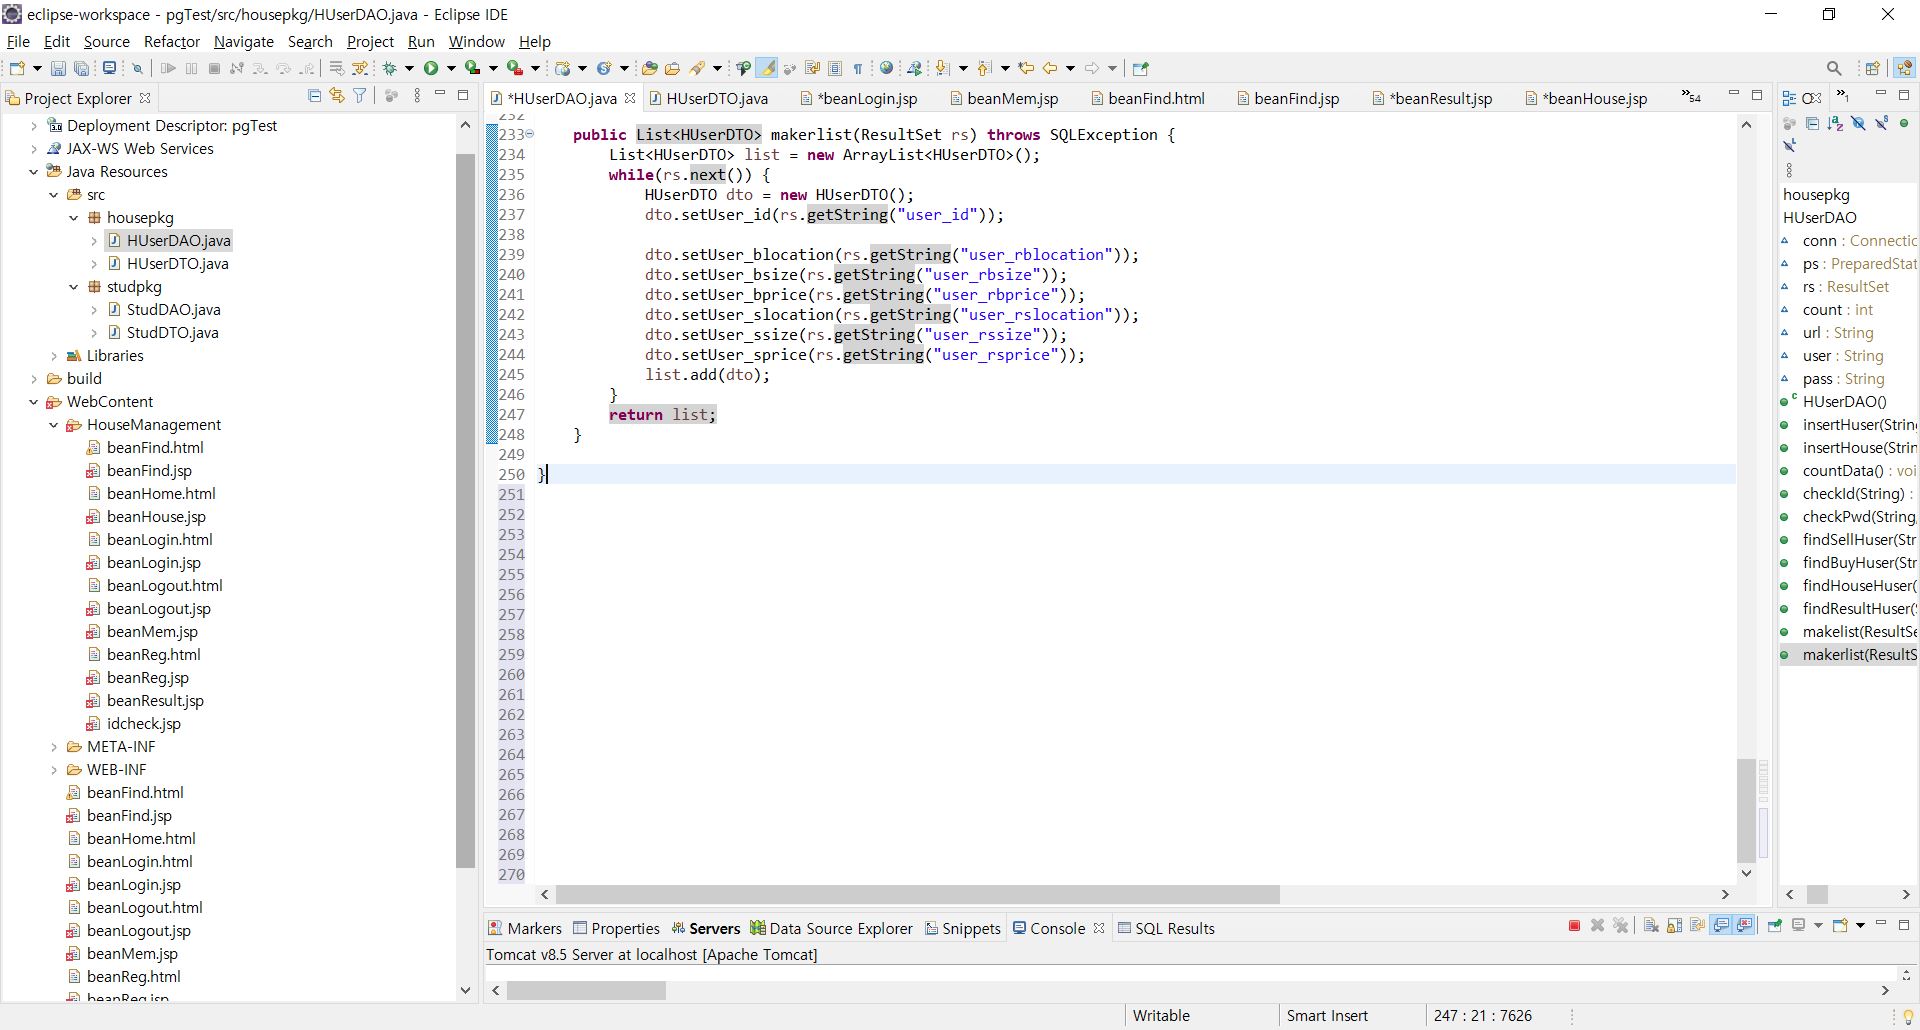 eclipse-workspace - pgTest/src/housepkg/HUserDAO.java - Eclipse IDE
File Edit Source Refactor Navigate Search Project Run Window Help
Project Explorer
Deployment Descriptor: pgTest
JAX-WS Web Services
Java Resources
src
housepkg
HUserDAO.java
HUserDTO.java
studpkg
StudDAO.java
StudDTO.java
Libraries
build
WebContent
HouseManagement
beanFind.html
beanFind.jsp
beanHome.html
beanHouse.jsp
beanLogin.html
beanLogin.jsp
beanLogout.html
beanLogout.jsp
beanMem.jsp
beanReg.html
beanReg.jsp
beanResult.jsp
idcheck.jsp
META-INF
WEB-INF
beanFind.html
beanFind.jsp
beanHome.html
beanLogin.html
beanLogin.jsp
beanLogout.html
beanLogout.jsp
beanMem.jsp
beanReg.html
beanReg.jsp
*HUserDAO.java HUserDTO.java *beanLogin.jsp beanMem.jsp beanFind.html beanFind.jsp *beanResult.jsp *beanHouse.jsp »54
232
233 public List<HUserDTO> makerlist(ResultSet rs) throws SQLException {
234 List<HUserDTO> list = new ArrayList<HUserDTO>();
235 while(rs.next()) {
236 HUserDTO dto = new HUserDTO();
237 dto.setUser_id(rs.getString("user_id"));
238
239 dto.setUser_blocation(rs.getString("user_rblocation"));
240 dto.setUser_bsize(rs.getString("user_rbsize"));
241 dto.setUser_bprice(rs.getString("user_rbprice"));
242 dto.setUser_slocation(rs.getString("user_rslocation"));
243 dto.setUser_ssize(rs.getString("user_rssize"));
244 dto.setUser_sprice(rs.getString("user_rsprice"));
245 list.add(dto);
246 }
247 return list;
248 }
249
250 }
251
252
253
254
255
256
257
258
259
260
261
262
263
264
265
266
267
268
269
270
»1
housepkg
HUserDAO
conn : Connectic
ps : PreparedStat
rs : ResultSet
count : int
url : String
user : String
pass : String
HUserDAO()
insertHuser(String
insertHouse(Strin
countData() : voi
checkId(String) :
checkPwd(String,
findSellHuser(Str
findBuyHuser(Str
findHouseHuser(
findResultHuser(S
makelist(ResultSe
makerlist(ResultS
Markers Properties Servers Data Source Explorer Snippets Console SQL Results
Tomcat v8.5 Server at localhost [Apache Tomcat]
Writable Smart Insert 247 : 21 : 7626